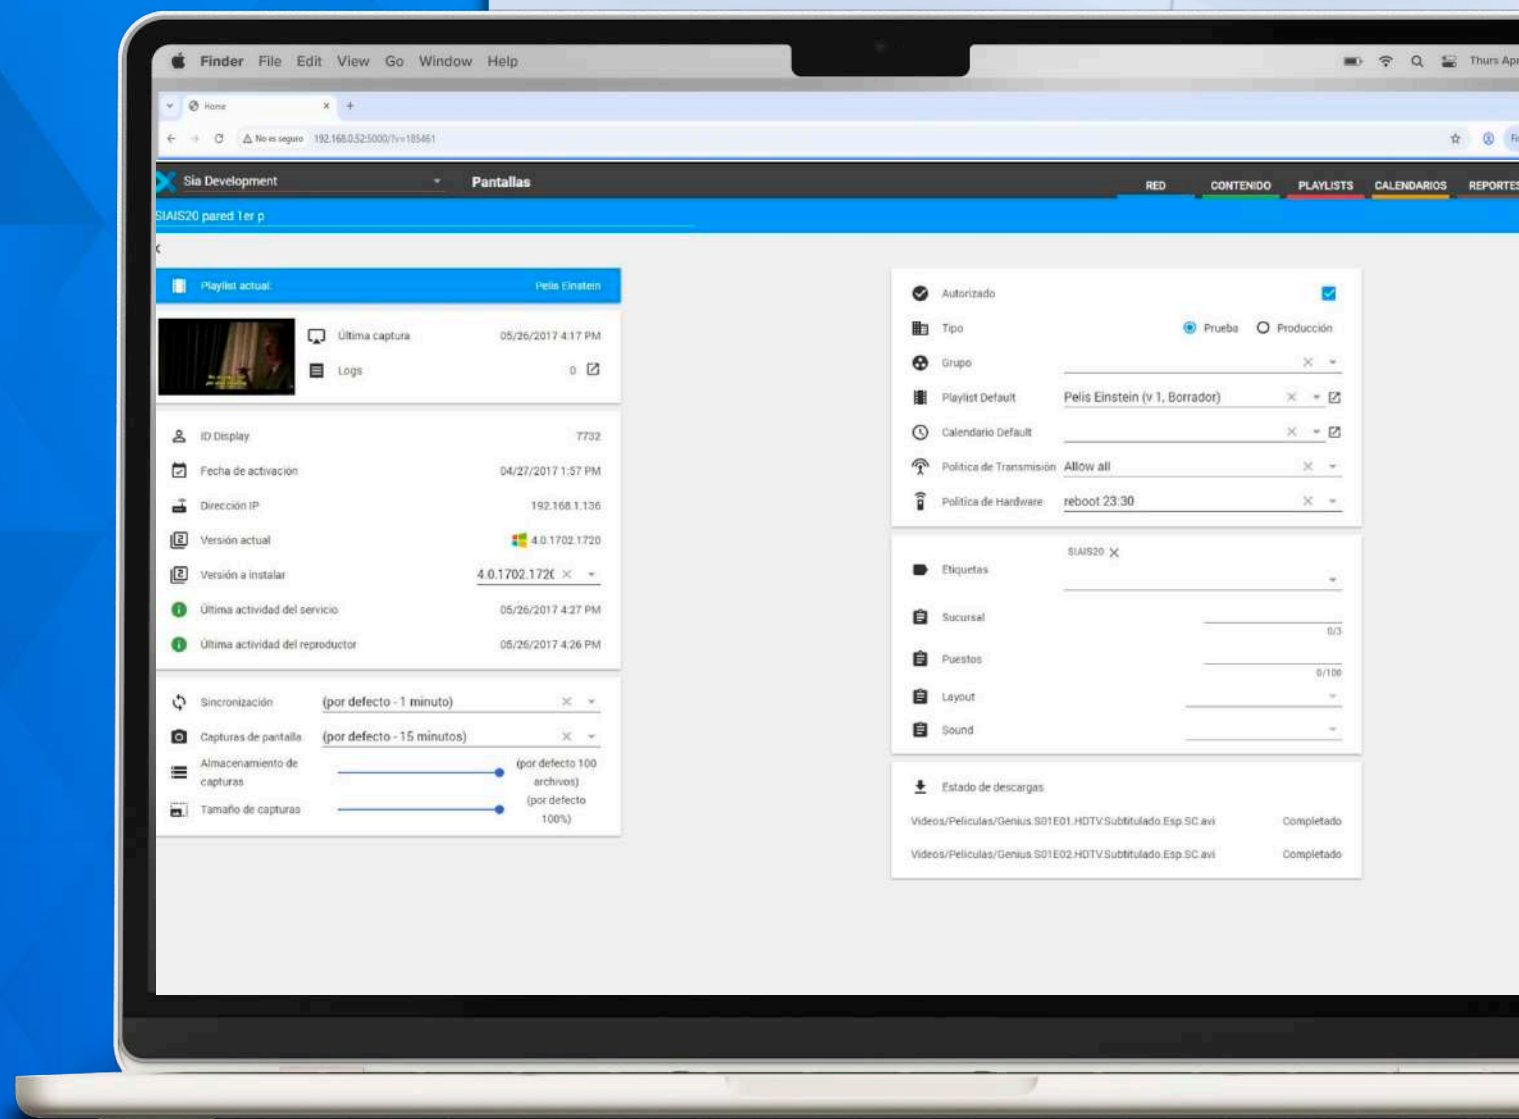 Finder File Edit View Go Window Help
Thurs Apr
Home
No es seguro 192.168.0.52:5000/?v=185461
Sia Development
Pantallas
RED CONTENIDO PLAYLISTS CALENDARIOS REPORTES
SIAIS20 pared 1er p
Playlist actual: Pelis Einstein
Última captura 05/26/2017 4:17 PM
Logs 0
ID Display 7732
Fecha de activación 04/27/2017 1:57 PM
Dirección IP 192.168.1.136
Versión actual 4.0.1702.1720
Versión a instalar 4.0.1702.172(
Última actividad del servicio 05/26/2017 4:27 PM
Última actividad del reproductor 05/26/2017 4:26 PM
Sincronización (por defecto - 1 minuto)
Capturas de pantalla (por defecto - 15 minutos)
Almacenamiento de capturas (por defecto 100 archivos)
Tamaño de capturas (por defecto 100%)
Autorizado
Tipo Prueba Producción
Grupo
Playlist Default Pelis Einstein (v 1, Borrador)
Calendario Default
Política de Transmisión Allow all
Política de Hardware reboot 23:30
SIAIS20
Etiquetas
Sucursal
0/3
Puestos
0/100
Layout
Sound
Estado de descargas
Videos/Peliculas/Genius.S01E01.HDTV.Subtitulado.Esp.SC.avi Completado
Videos/Peliculas/Genius.S01E02.HDTV.Subtitulado.Esp.SC.avi Completado